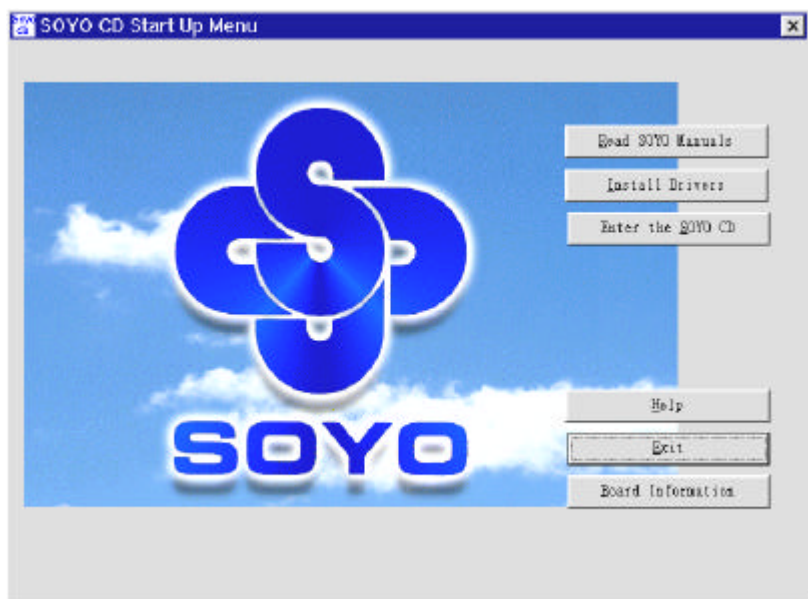 SOYO CD Start Up Menu
Read SOYO Manuals
Install Drivers
Enter the SOYO CD
SOYO
Help
Exit
Board Information